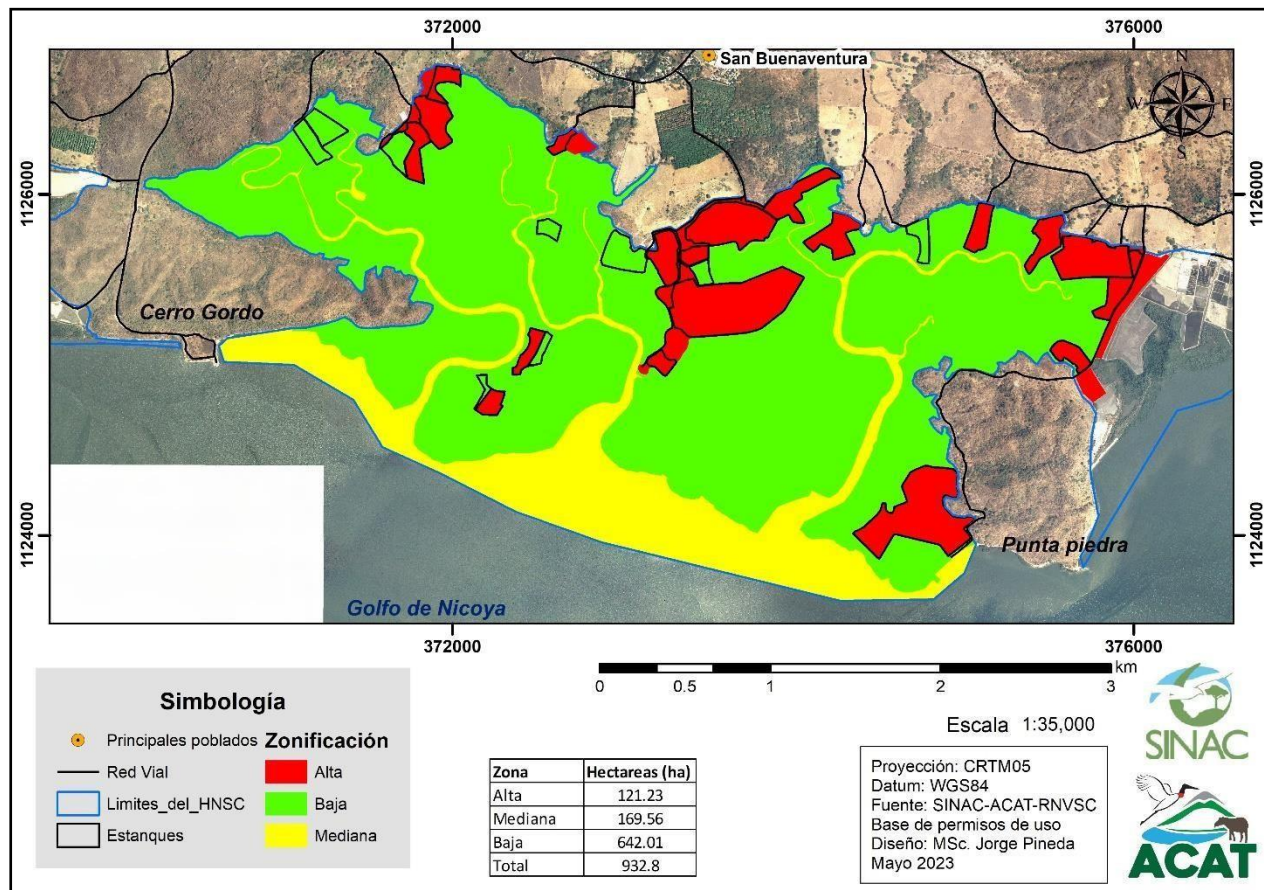 372000
376000
San Buenaventura
N
W
E
S
1126000
1126000
Cerro Gordo
1124000
1124000
Punta piedra
Golfo de Nicoya
372000
376000
km
0 0.5 1 2 3
Simbología
Principales poblados
Red Vial
Limites_del_HNSC
Estanques
Zonificación
Alta
Baja
Mediana
Zona Hectareas (ha)
Alta 121.23
Mediana 169.56
Baja 642.01
Total 932.8
Escala 1:35,000
Proyección: CRTM05
Datum: WGS84
Fuente: SINAC-ACAT-RNVSC
Base de permisos de uso
Diseño: MSc. Jorge Pineda
Mayo 2023
SINAC
ACAT